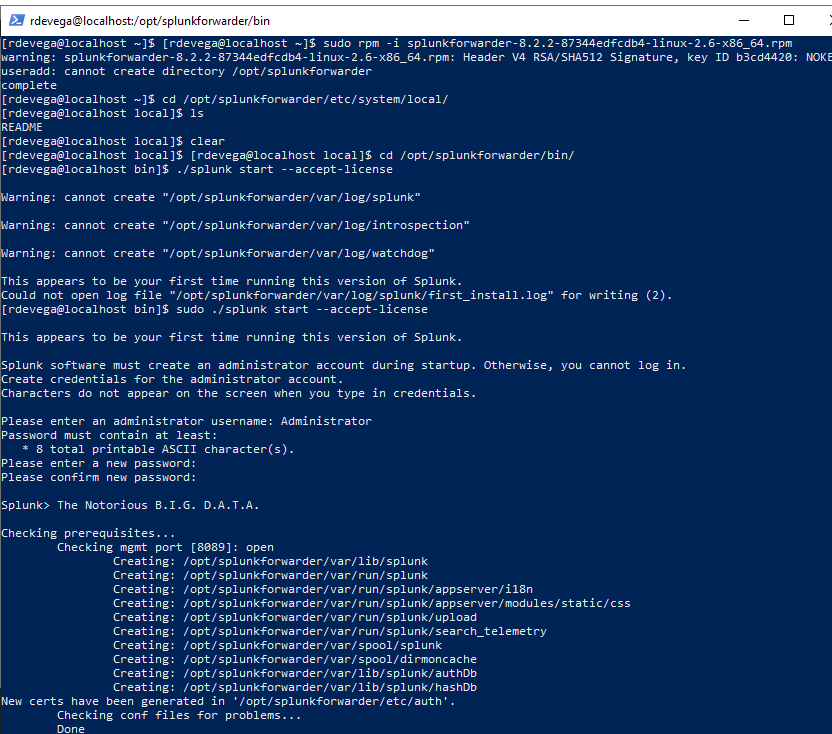 rdevega@localhost:/opt/splunkforwarder/bin
[rdevega@localhost ~]$ [rdevega@localhost ~]$ sudo rpm -i splunkforwarder-8.2.2-87344edfcdb4-linux-2.6-x86_64.rpm
warning: splunkforwarder-8.2.2-87344edfcdb4-linux-2.6-x86_64.rpm: Header V4 RSA/SHA512 Signature, key ID b3cd4420: NOKE
useradd: cannot create directory /opt/splunkforwarder
complete
[rdevega@localhost ~]$ cd /opt/splunkforwarder/etc/system/local/
[rdevega@localhost local]$ ls
README
[rdevega@localhost local]$ clear
[rdevega@localhost local]$ [rdevega@localhost local]$ cd /opt/splunkforwarder/bin/
[rdevega@localhost bin]$ ./splunk start --accept-license
Warning: cannot create "/opt/splunkforwarder/var/log/splunk"
Warning: cannot create "/opt/splunkforwarder/var/log/introspection"
Warning: cannot create "/opt/splunkforwarder/var/log/watchdog"
This appears to be your first time running this version of Splunk.
Could not open log file "/opt/splunkforwarder/var/log/splunk/first_install.log" for writing (2).
[rdevega@localhost bin]$ sudo ./splunk start --accept-license
This appears to be your first time running this version of Splunk.
Splunk software must create an administrator account during startup. Otherwise, you cannot log in.
Create credentials for the administrator account.
Characters do not appear on the screen when you type in credentials.
Please enter an administrator username: Administrator
Password must contain at least:
* 8 total printable ASCII character(s).
Please enter a new password:
Please confirm new password:
Splunk> The Notorious B.I.G. D.A.T.A.
Checking prerequisites...
Checking mgmt port [8089]: open
Creating: /opt/splunkforwarder/var/lib/splunk
Creating: /opt/splunkforwarder/var/run/splunk
Creating: /opt/splunkforwarder/var/run/splunk/appserver/i18n
Creating: /opt/splunkforwarder/var/run/splunk/appserver/modules/static/css
Creating: /opt/splunkforwarder/var/run/splunk/upload
Creating: /opt/splunkforwarder/var/run/splunk/search_telemetry
Creating: /opt/splunkforwarder/var/spool/splunk
Creating: /opt/splunkforwarder/var/spool/dirmoncache
Creating: /opt/splunkforwarder/var/lib/splunk/authDb
Creating: /opt/splunkforwarder/var/lib/splunk/hashDb
New certs have been generated in '/opt/splunkforwarder/etc/auth'.
Checking conf files for problems...
Done